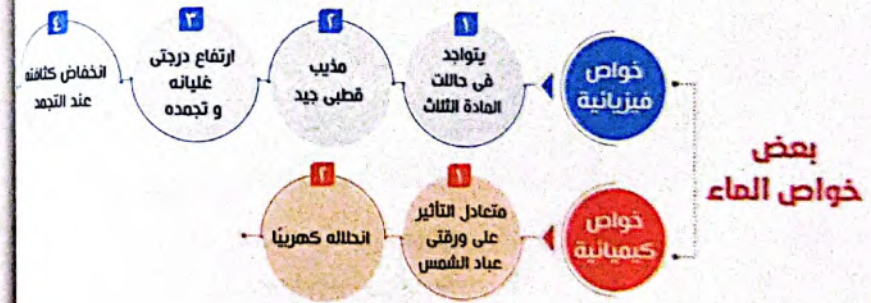 بعض
خواص الماء
خواص
فيزيائية
١
يتواجد
فى حالات
المادة الثلاث
٢
مذيب
قطبى جيد
٣
ارتفاع درجتى
غليانه
و تجمده
٤
انخفاض كثافته
عند التجمد
خواص
كيميائية
١
متعادل التأثير
على ورقتى
عباد الشمس
٢
انحلاله كهربيًا